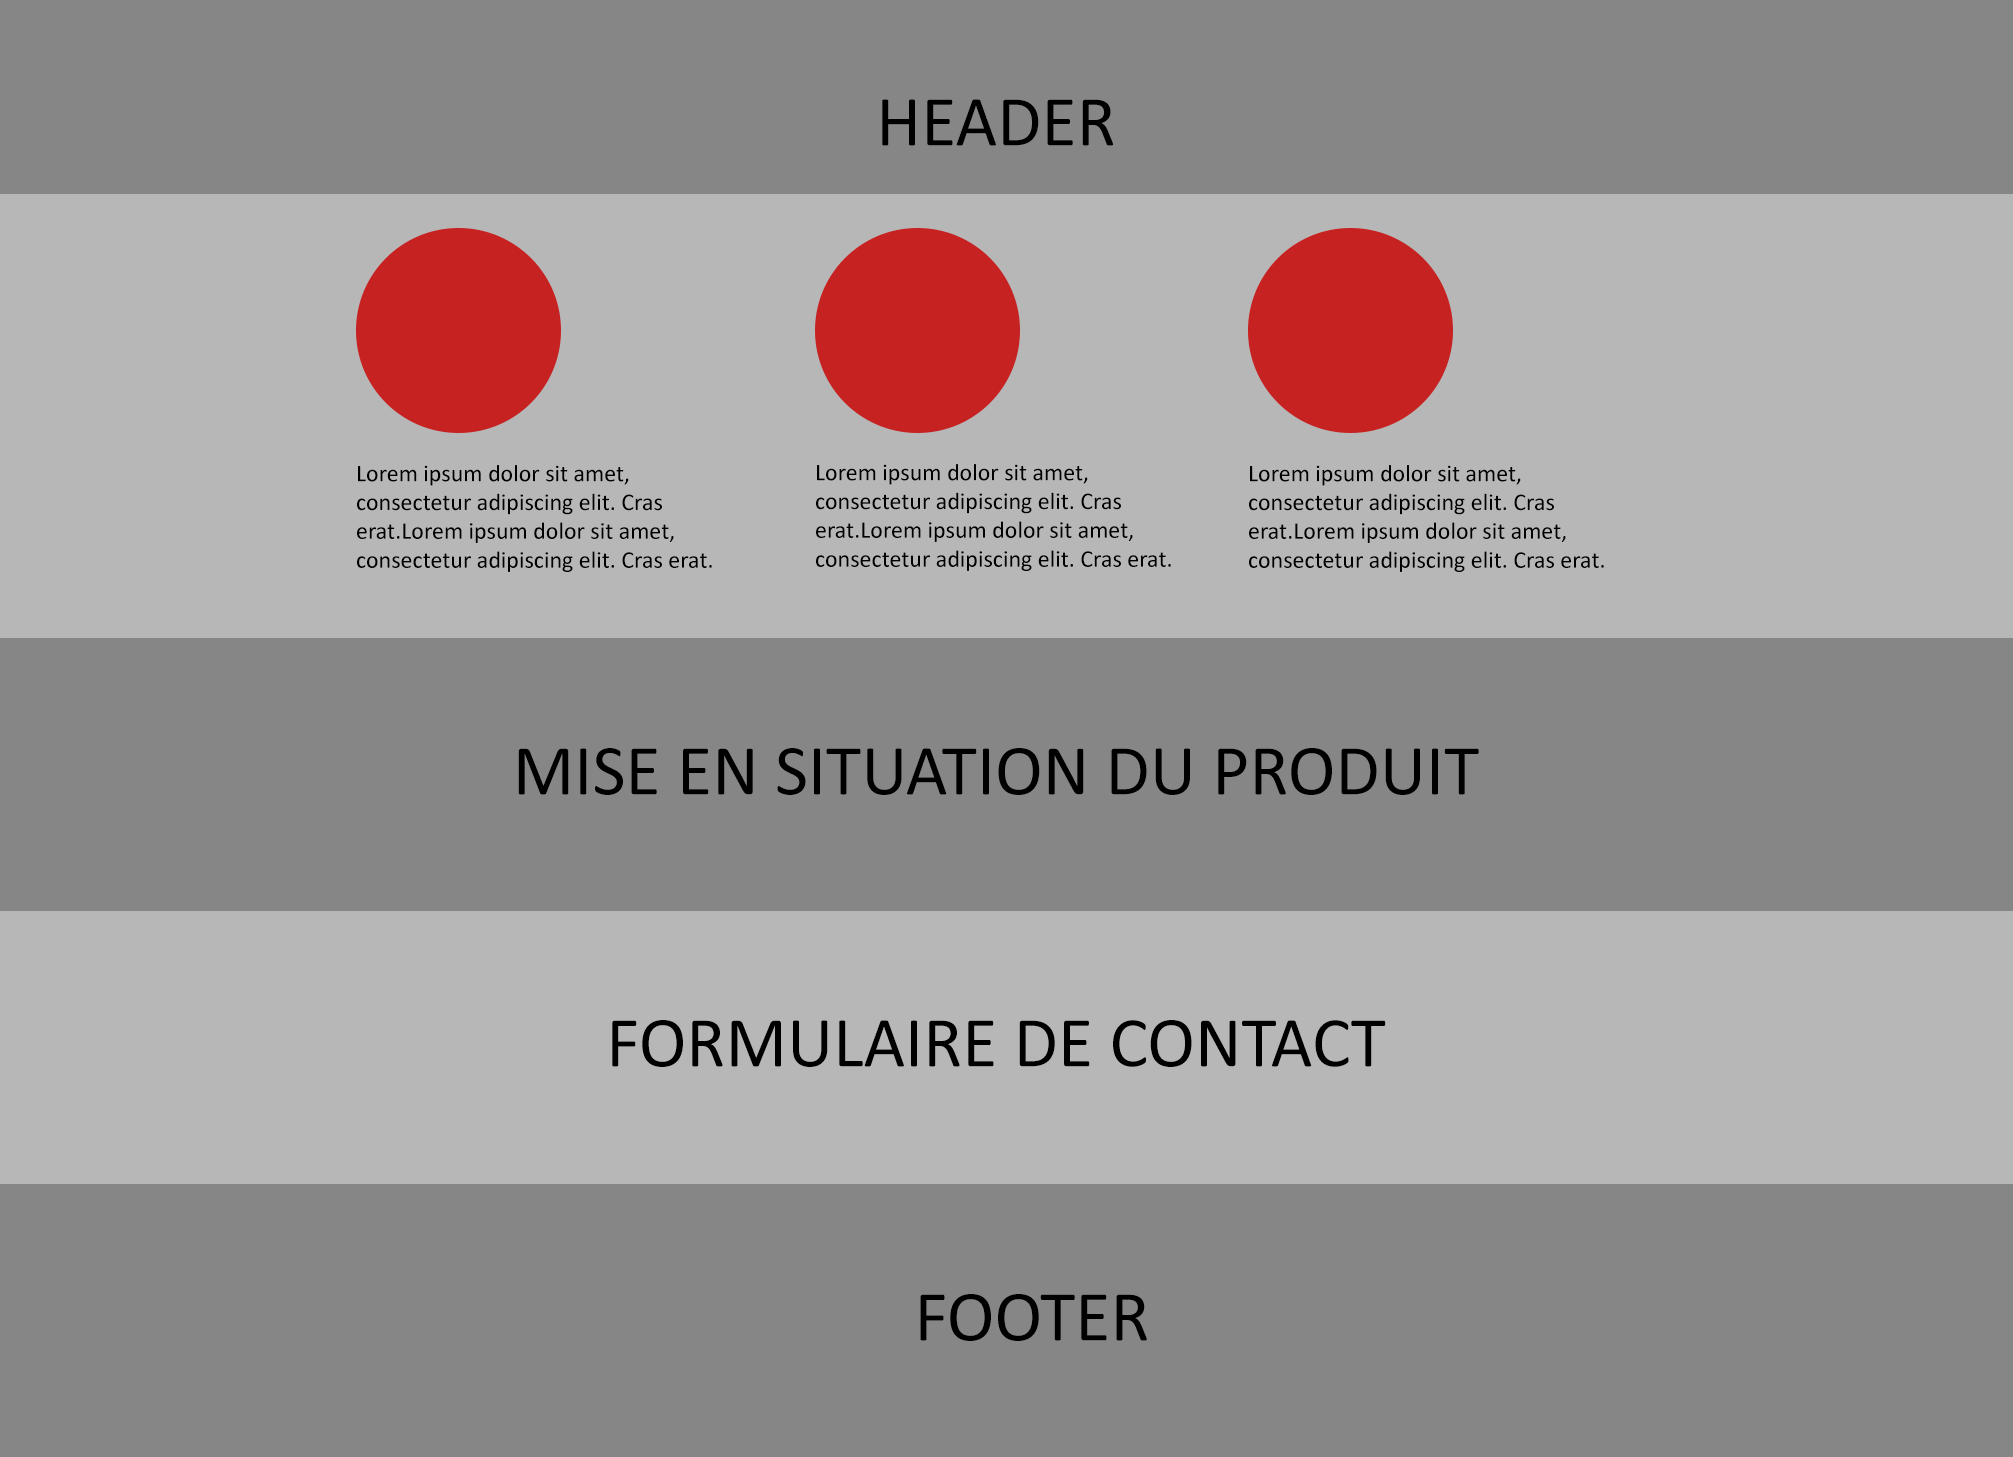 HEADER
Lorem ipsum dolor sit amet,
consectetur adipiscing elit. Cras
erat.Lorem ipsum dolor sit amet,
consectetur adipiscing elit. Cras erat.
Lorem ipsum dolor sit amet,
consectetur adipiscing elit. Cras
erat.Lorem ipsum dolor sit amet,
consectetur adipiscing elit. Cras erat.
Lorem ipsum dolor sit amet,
consectetur adipiscing elit. Cras
erat.Lorem ipsum dolor sit amet,
consectetur adipiscing elit. Cras erat.
MISE EN SITUATION DU PRODUIT
FORMULAIRE DE CONTACT
FOOTER